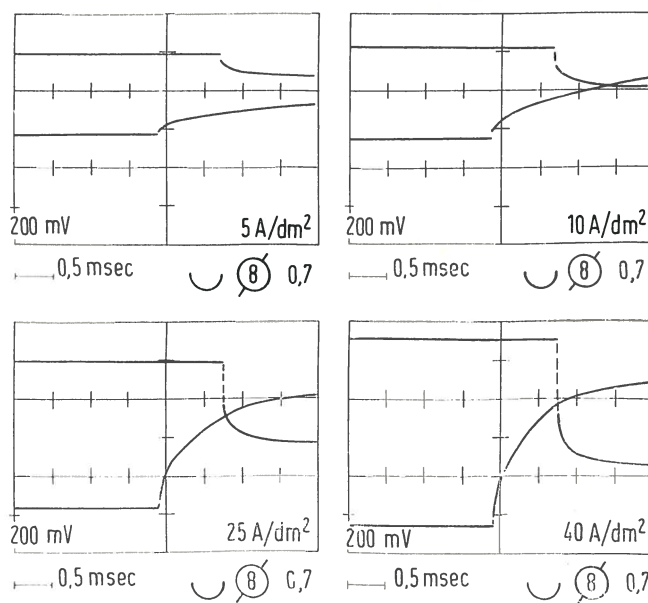 200 mV 5 A/dm² 200 mV 10 A/dm²
0,5 msec 8 0,7 0,5 msec 8 0,7
200 mV 25 A/dm² 200 mV 40 A/dm²
0,5 msec 8 0,7 0,5 msec 8 0,7